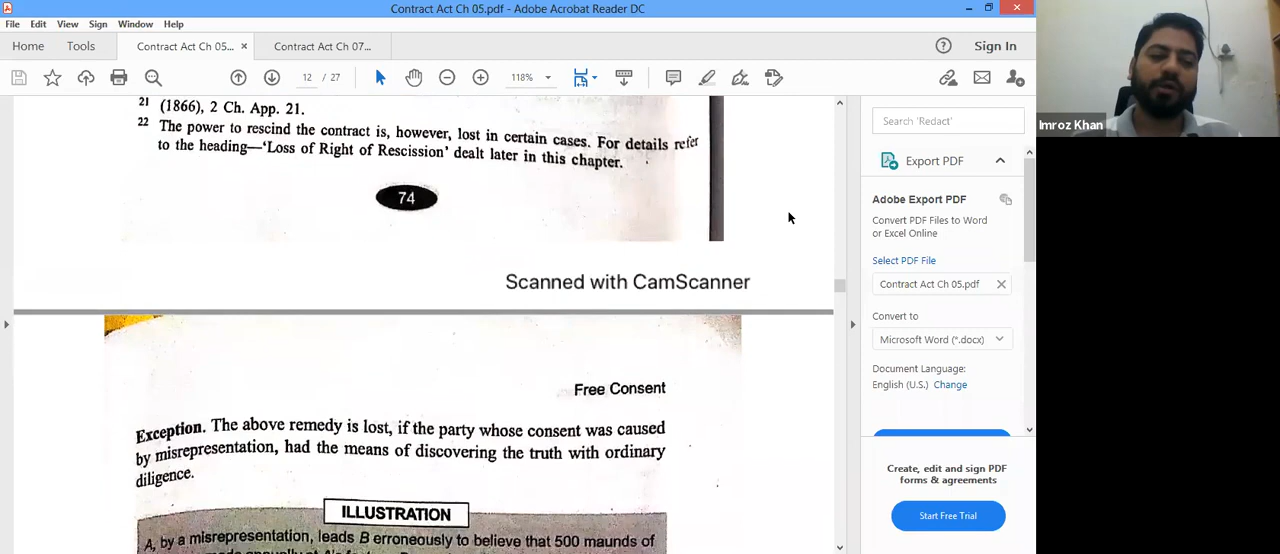 Contract Act Ch 05.pdf - Adobe Acrobat Reader DC
File Edit View Sign Window Help
Home Tools Contract Act Ch 05... × Contract Act Ch 07... Sign In
12 / 27 118%
21 (1866), 2 Ch. App. 21.
22 The power to rescind the contract is, however, lost in certain cases. For details refer
to the heading—‘Loss of Right of Rescission’ dealt later in this chapter.
74
Scanned with CamScanner
Free Consent
Exception. The above remedy is lost, if the party whose consent was caused
by misrepresentation, had the means of discovering the truth with ordinary
diligence.
ILLUSTRATION
A, by a misrepresentation, leads B erroneously to believe that 500 maunds of
Search 'Redact'
Export PDF
Adobe Export PDF
Convert PDF Files to Word
or Excel Online
Select PDF File
Contract Act Ch 05.pdf
Convert to
Microsoft Word (*.docx)
Document Language:
English (U.S.) Change
Create, edit and sign PDF
forms & agreements
Start Free Trial
Imroz Khan